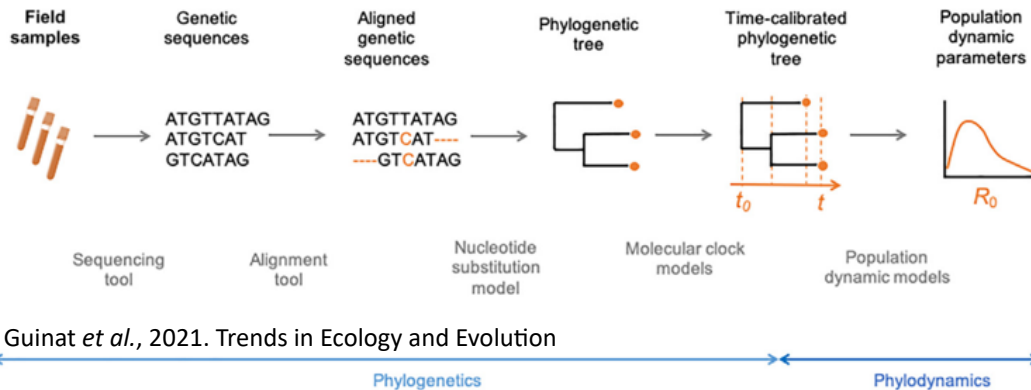 Field
samples
Genetic
sequences
Aligned
genetic
sequences
Phylogenetic
tree
Time-calibrated
phylogenetic
tree
Population
dynamic
parameters
ATGTTATAG
ATGTCAT
GTCATAG
ATGTTATAG
ATGTCAT----
----GTCATAG
t0
t
R0
Sequencing
tool
Alignment
tool
Nucleotide
substitution
model
Molecular clock
models
Population
dynamic models
Guinat et al., 2021. Trends in Ecology and Evolution
Phylogenetics
Phylodynamics